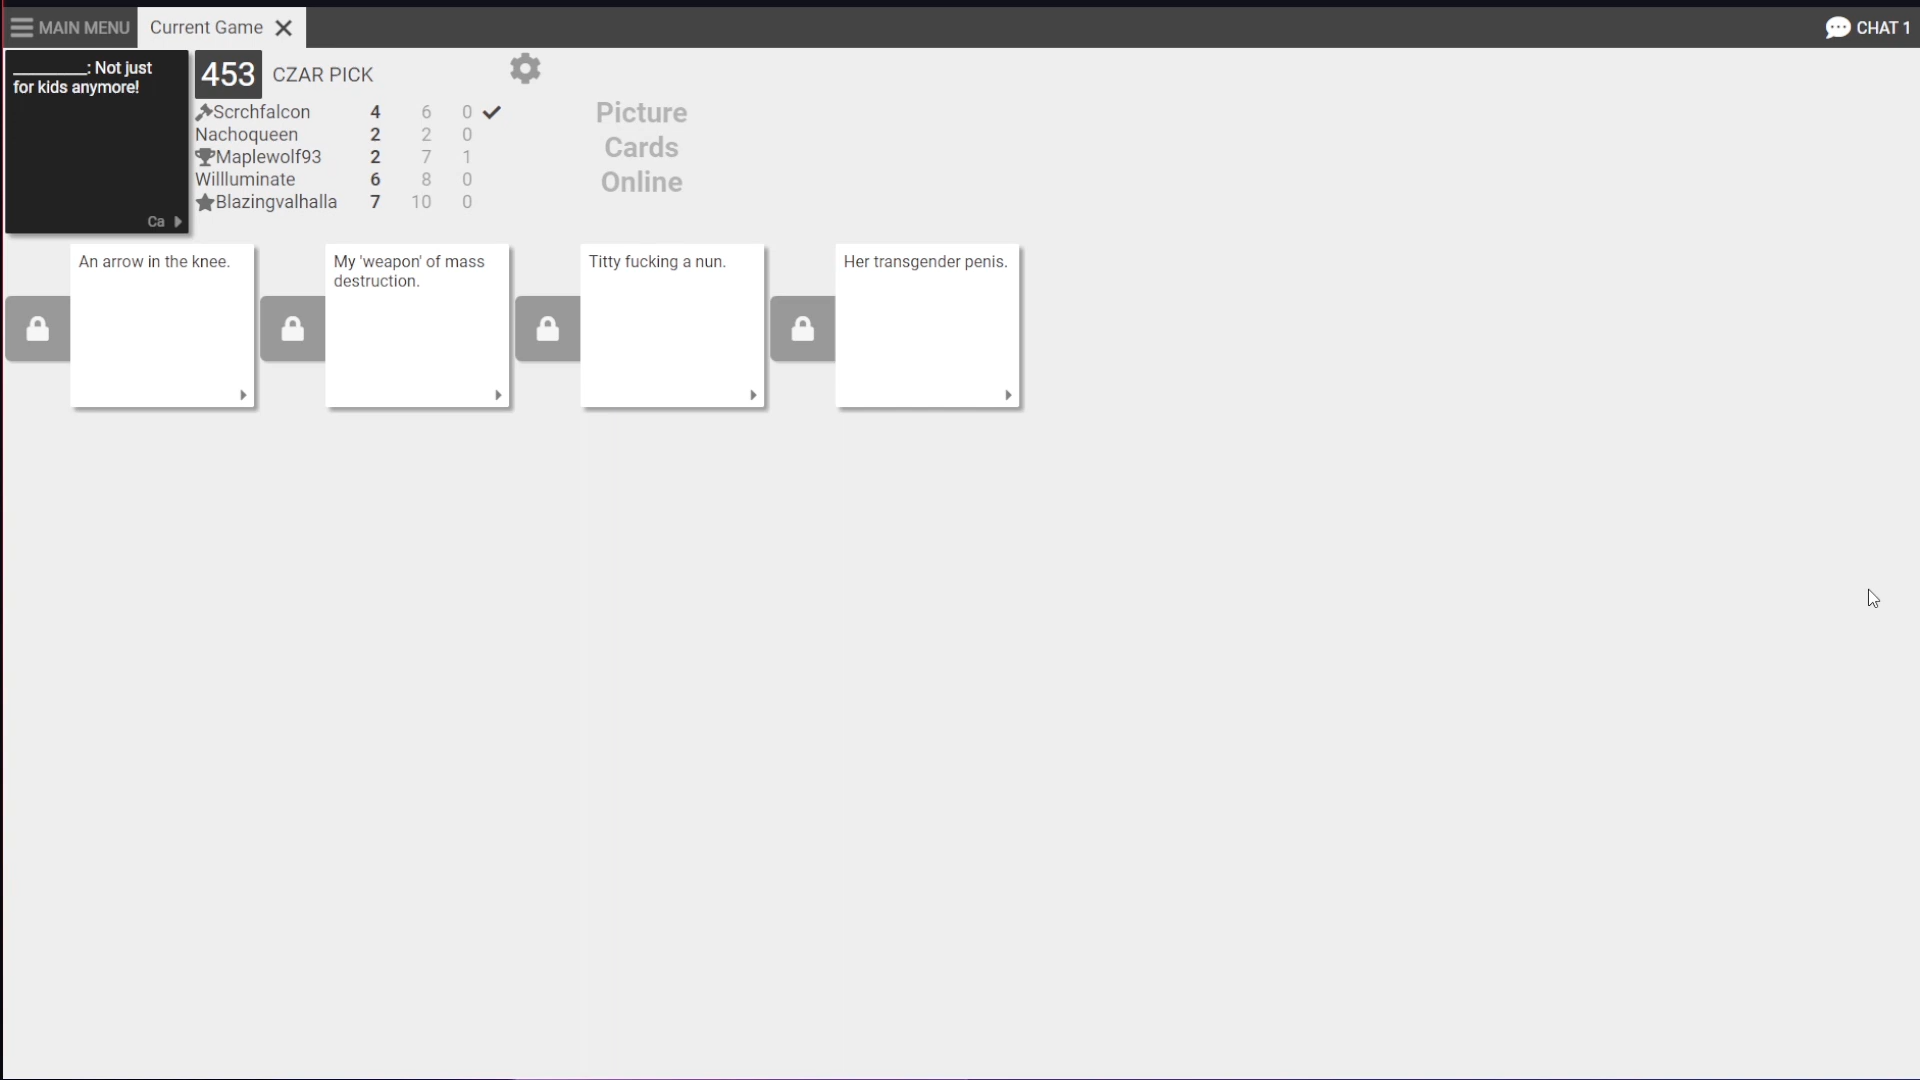 MAIN MENU Current Game CHAT 1
_________: Not just
for kids anymore!
Ca
453 CZAR PICK
Scrchfalcon 4 6 0
Nachoqueen 2 2 0
Maplewolf93 2 7 1
Willluminate 6 8 0
Blazingvalhalla 7 10 0
Picture
Cards
Online
An arrow in the knee.
My 'weapon' of mass
destruction.
Titty fucking a nun.
Her transgender penis.